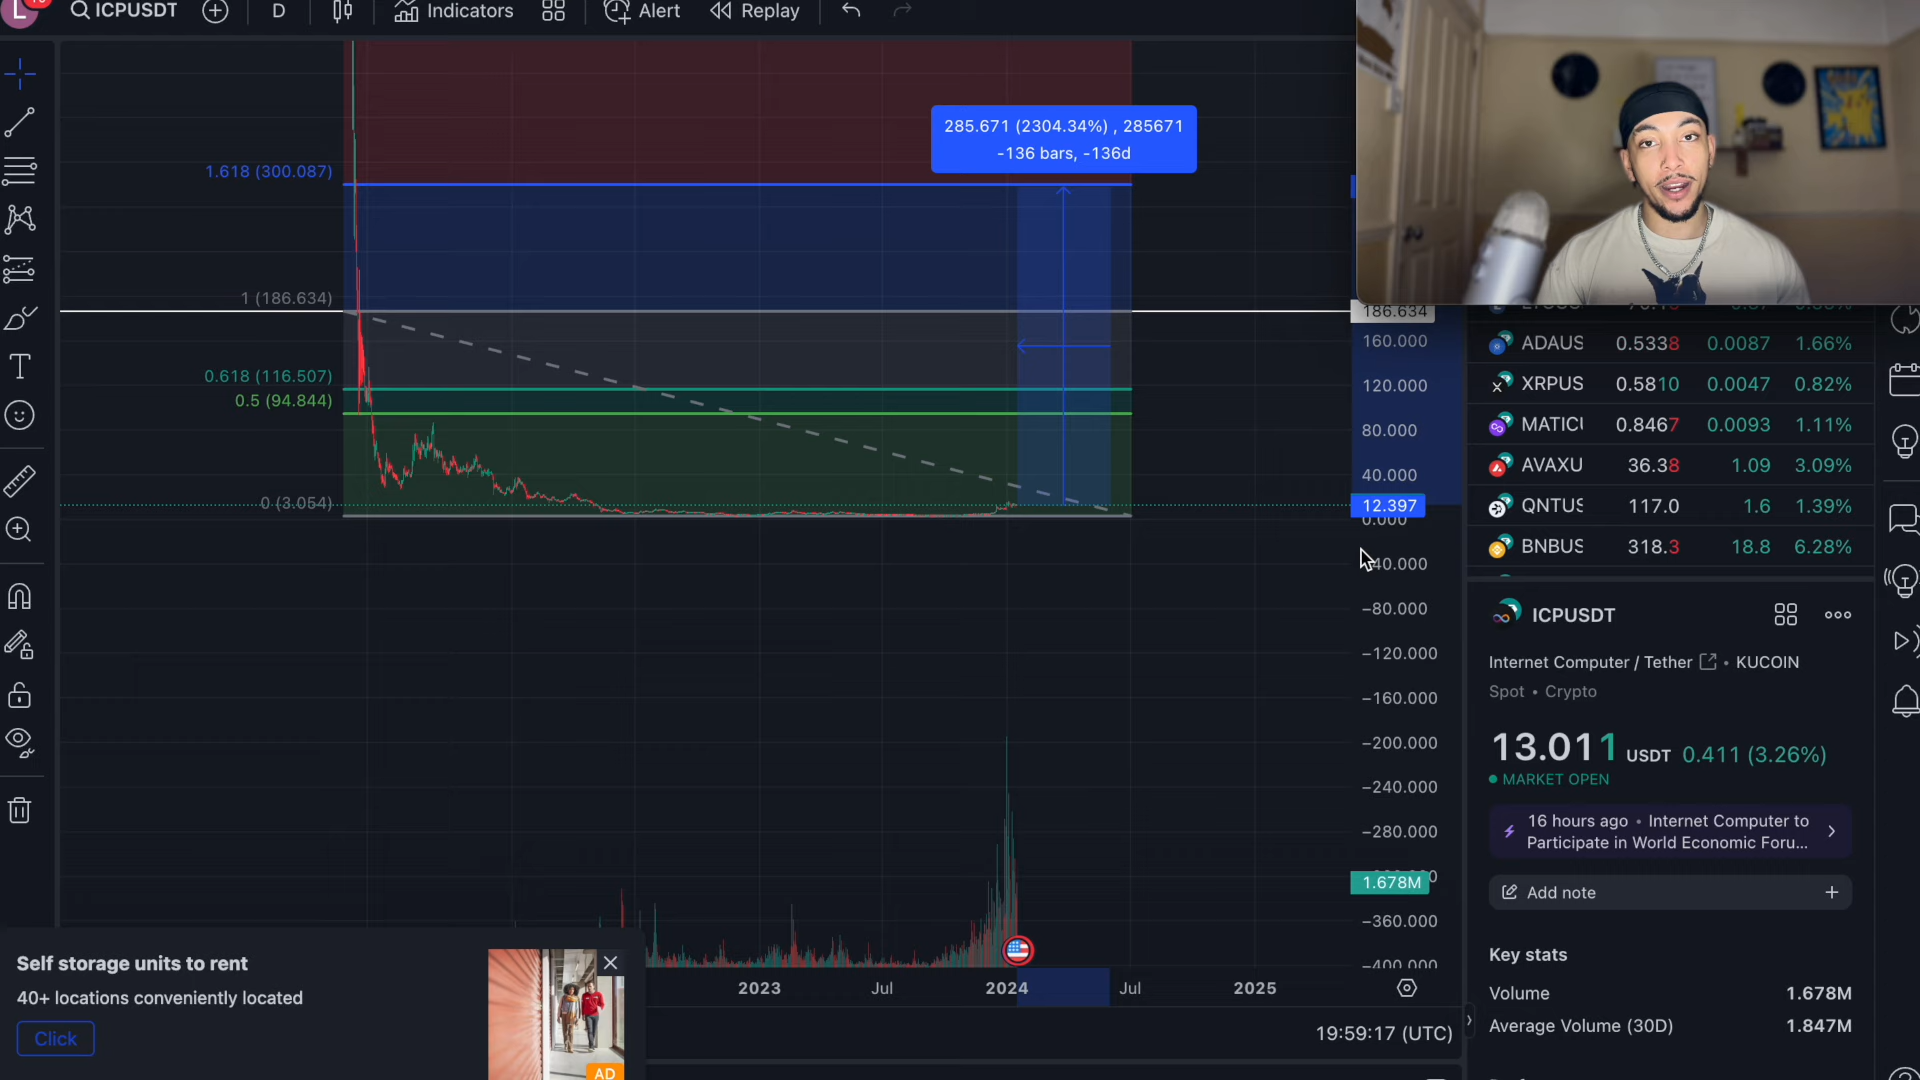 L
ICPUSDT
D
Indicators
Alert
Replay
285.671 (2304.34%) , 285671
-136 bars, -136d
1.618 (300.087)
1 (186.634)
0.618 (116.507)
0.5 (94.844)
0 (3.054)
186.634
160.000
120.000
80.000
40.000
12.397
0.000
-40.000
−80.000
−120.000
−160.000
−200.000
−240.000
−280.000
1.678M
−360.000
−400.000
2023
Jul
2024
Jul
2025
19:59:17 (UTC)
ADAUS 0.5338 0.0087 1.66%
XRPUS 0.5810 0.0047 0.82%
MATICU 0.8467 0.0093 1.11%
AVAXU 36.38 1.09 3.09%
QNTUS 117.0 1.6 1.39%
BNBUS 318.3 18.8 6.28%
ICPUSDT
Internet Computer / Tether • KUCOIN
Spot • Crypto
13.011 USDT 0.411 (3.26%)
MARKET OPEN
16 hours ago • Internet Computer to
Participate in World Economic Foru...
Add note
Key stats
Volume 1.678M
Average Volume (30D) 1.847M
Self storage units to rent
40+ locations conveniently located
Click
AD